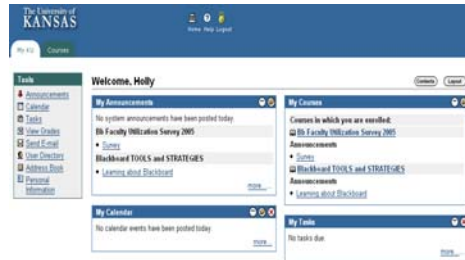 The University of
KANSAS
Home Help Logout
My KU
Courses
Tools
Announcements
Calendar
Tasks
View Grades
Send E-mail
User Directory
Address Book
Personal
Information
Welcome, Holly
Contents
Layout
My Announcements
No system announcements have been posted today.
Bb Faculty Utilization Survey 2005
• Survey
Blackboard TOOLS and STRATEGIES
• Learning about Blackboard
more...
My Calendar
No calendar events have been posted today.
more...
My Courses
Courses in which you are enrolled:
Bb Faculty Utilization Survey 2005
Announcements
• Survey
Blackboard TOOLS and STRATEGIES
Announcements
• Learning about Blackboard
My Tasks
No tasks due.
more...